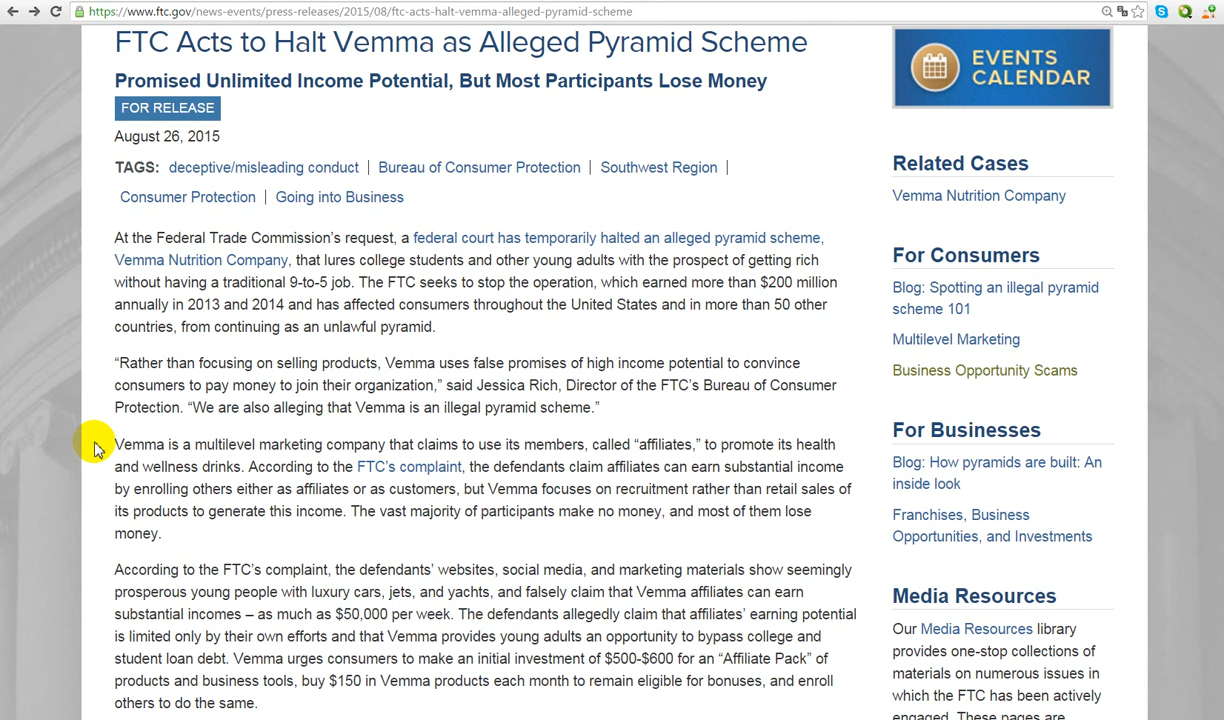 https://www.ftc.gov/news-events/press-releases/2015/08/ftc-acts-halt-vemma-alleged-pyramid-scheme
FTC Acts to Halt Vemma as Alleged Pyramid Scheme
Promised Unlimited Income Potential, But Most Participants Lose Money
FOR RELEASE
August 26, 2015
TAGS: deceptive/misleading conduct | Bureau of Consumer Protection | Southwest Region |
Consumer Protection | Going into Business
At the Federal Trade Commission’s request, a federal court has temporarily halted an alleged pyramid scheme,
Vemma Nutrition Company, that lures college students and other young adults with the prospect of getting rich
without having a traditional 9-to-5 job. The FTC seeks to stop the operation, which earned more than $200 million
annually in 2013 and 2014 and has affected consumers throughout the United States and in more than 50 other
countries, from continuing as an unlawful pyramid.
“Rather than focusing on selling products, Vemma uses false promises of high income potential to convince
consumers to pay money to join their organization,” said Jessica Rich, Director of the FTC’s Bureau of Consumer
Protection. “We are also alleging that Vemma is an illegal pyramid scheme.”
Vemma is a multilevel marketing company that claims to use its members, called “affiliates,” to promote its health
and wellness drinks. According to the FTC’s complaint, the defendants claim affiliates can earn substantial income
by enrolling others either as affiliates or as customers, but Vemma focuses on recruitment rather than retail sales of
its products to generate this income. The vast majority of participants make no money, and most of them lose
money.
According to the FTC’s complaint, the defendants’ websites, social media, and marketing materials show seemingly
prosperous young people with luxury cars, jets, and yachts, and falsely claim that Vemma affiliates can earn
substantial incomes – as much as $50,000 per week. The defendants allegedly claim that affiliates’ earning potential
is limited only by their own efforts and that Vemma provides young adults an opportunity to bypass college and
student loan debt. Vemma urges consumers to make an initial investment of $500-$600 for an “Affiliate Pack” of
products and business tools, buy $150 in Vemma products each month to remain eligible for bonuses, and enroll
others to do the same.
EVENTS
CALENDAR
Related Cases
Vemma Nutrition Company
For Consumers
Blog: Spotting an illegal pyramid
scheme 101
Multilevel Marketing
Business Opportunity Scams
For Businesses
Blog: How pyramids are built: An
inside look
Franchises, Business
Opportunities, and Investments
Media Resources
Our Media Resources library
provides one-stop collections of
materials on numerous issues in
which the FTC has been actively
engaged. These pages are